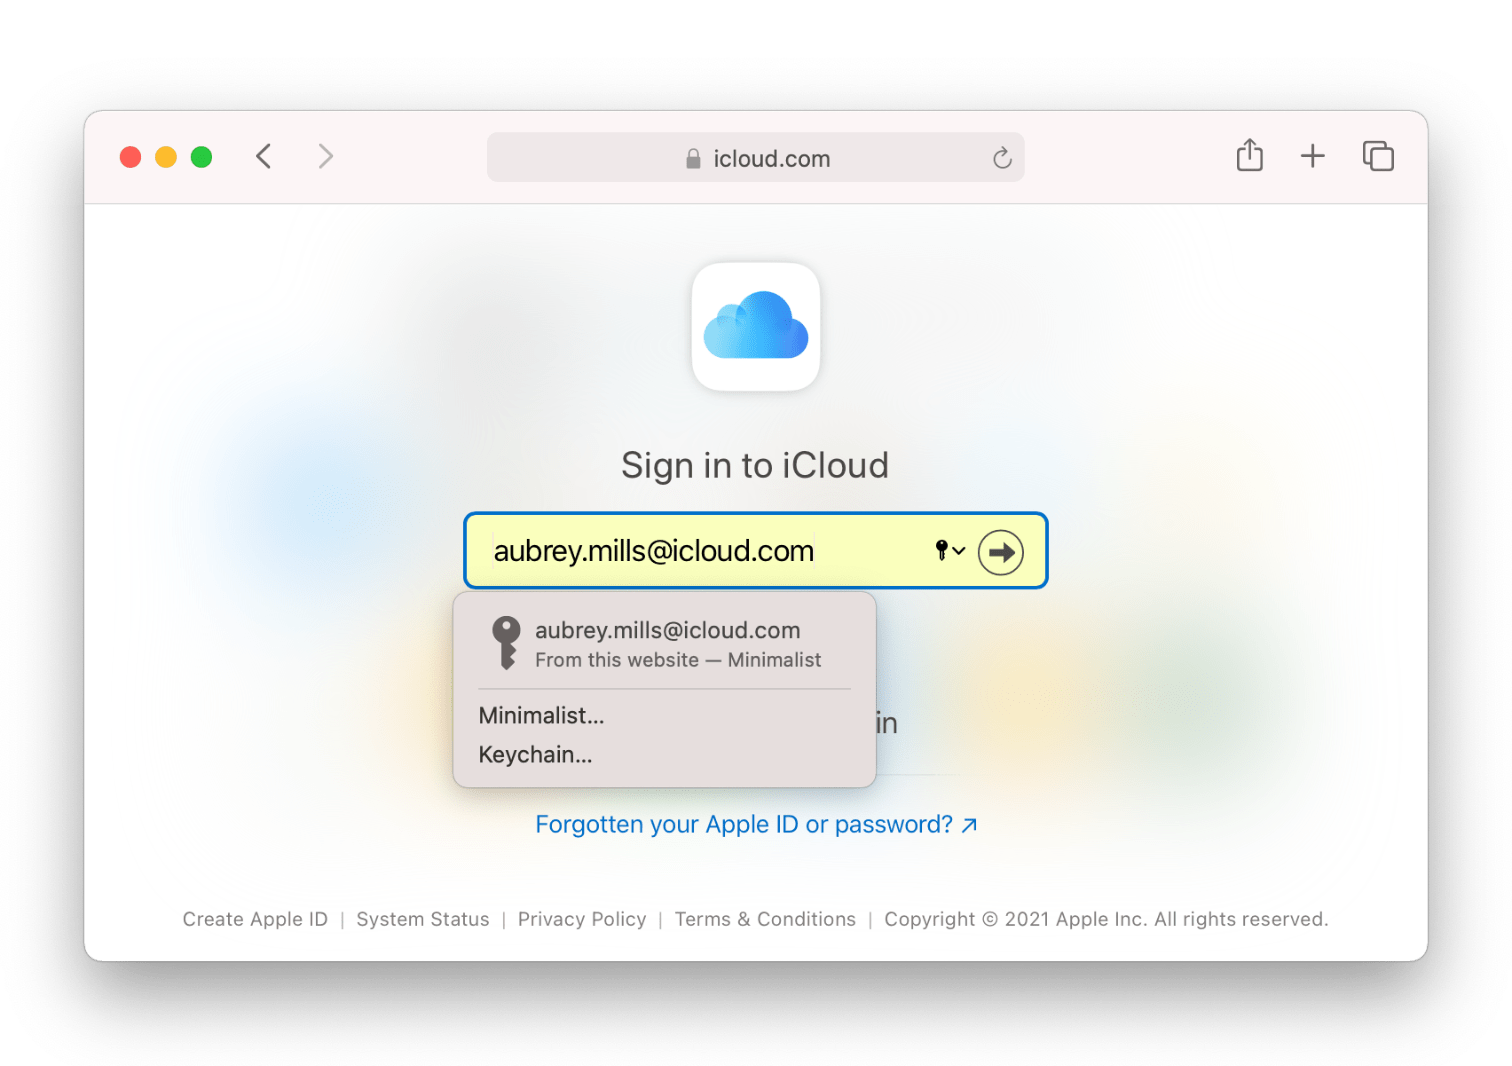 icloud.com
Sign in to iCloud
aubrey.mills@icloud.com
aubrey.mills@icloud.com
From this website — Minimalist
Minimalist...
in
Keychain...
Forgotten your Apple ID or password? ↗
Create Apple ID | System Status | Privacy Policy | Terms & Conditions | Copyright © 2021 Apple Inc. All rights reserved.